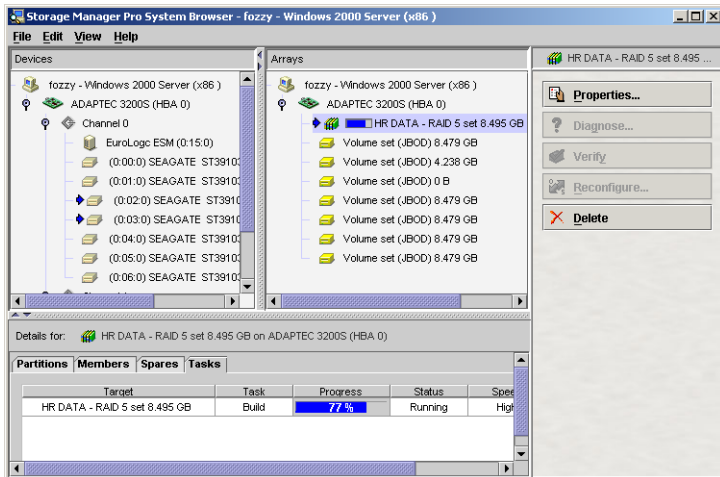 Storage Manager Pro System Browser - fozzy - Windows 2000 Server (x86 )
File Edit View Help
Devices
fozzy - Windows 2000 Server (x86 )
ADAPTEC 3200S (HBA 0)
Channel 0
EuroLogc ESM (0:15:0)
(0:00:0) SEAGATE ST3910
(0:01:0) SEAGATE ST3910
(0:02:0) SEAGATE ST3910
(0:03:0) SEAGATE ST3910
(0:04:0) SEAGATE ST3910
(0:05:0) SEAGATE ST3910
(0:06:0) SEAGATE ST3910
Arrays
fozzy - Windows 2000 Server (x86 )
ADAPTEC 3200S (HBA 0)
HR DATA - RAID 5 set 8.495 GB
Volume set (JBOD) 8.479 GB
Volume set (JBOD) 4.238 GB
Volume set (JBOD) 0 B
Volume set (JBOD) 8.479 GB
Volume set (JBOD) 8.479 GB
Volume set (JBOD) 8.479 GB
Volume set (JBOD) 8.479 GB
HR DATA - RAID 5 set 8.495 ...
Properties...
Diagnose...
Verify
Reconfigure...
Delete
Details for: HR DATA - RAID 5 set 8.495 GB on ADAPTEC 3200S (HBA 0)
Partitions Members Spares Tasks
Target Task Progress Status Spee
HR DATA - RAID 5 set 8.495 GB Build 77 % Running High